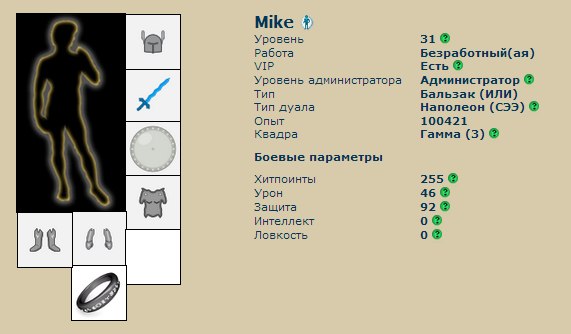 Mike
Уровень 31
Работа Безработный(ая)
VIP Есть
Уровень администратора Администратор
Тип Бальзак (ИЛИ)
Тип дуала Наполеон (СЭЭ)
Опыт 100421
Квадра Гамма (3)
Боевые параметры
Хитпоинты 255
Урон 46
Защита 92
Интеллект 0
Ловкость 0